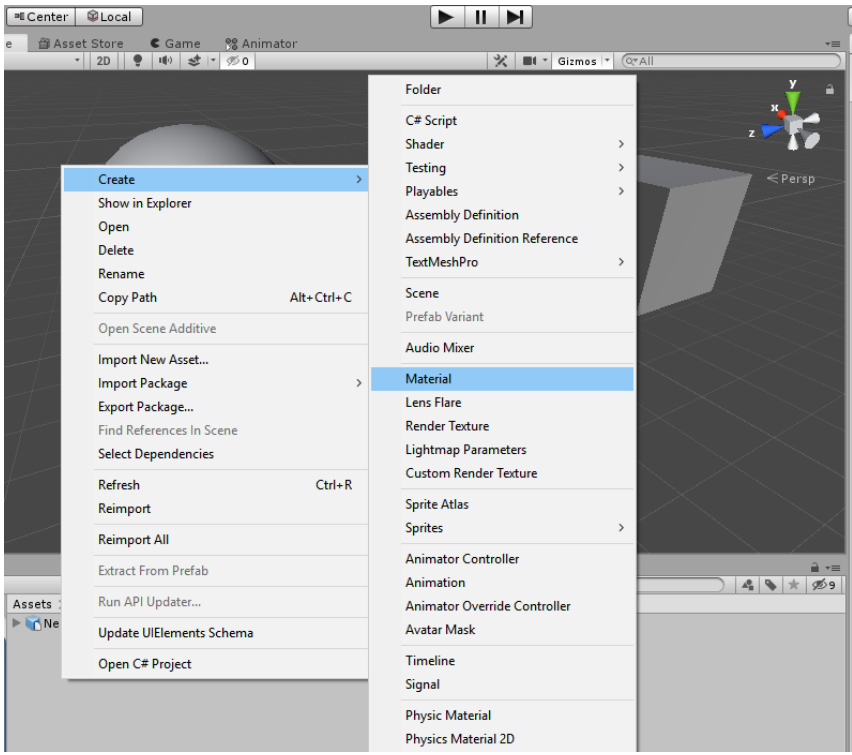 Center Local
e Asset Store Game Animator
2D 0 Gizmos All
y
x
z
Persp
Create
Show in Explorer
Open
Delete
Rename
Copy Path Alt+Ctrl+C
Open Scene Additive
Import New Asset...
Import Package
Export Package...
Find References In Scene
Select Dependencies
Refresh Ctrl+R
Reimport
Reimport All
Extract From Prefab
Run API Updater...
Update UIElements Schema
Open C# Project
Folder
C# Script
Shader
Testing
Playables
Assembly Definition
Assembly Definition Reference
TextMeshPro
Scene
Prefab Variant
Audio Mixer
Material
Lens Flare
Render Texture
Lightmap Parameters
Custom Render Texture
Sprite Atlas
Sprites
Animator Controller
Animation
Animator Override Controller
Avatar Mask
Timeline
Signal
Physic Material
Physics Material 2D
9
Assets
Ne